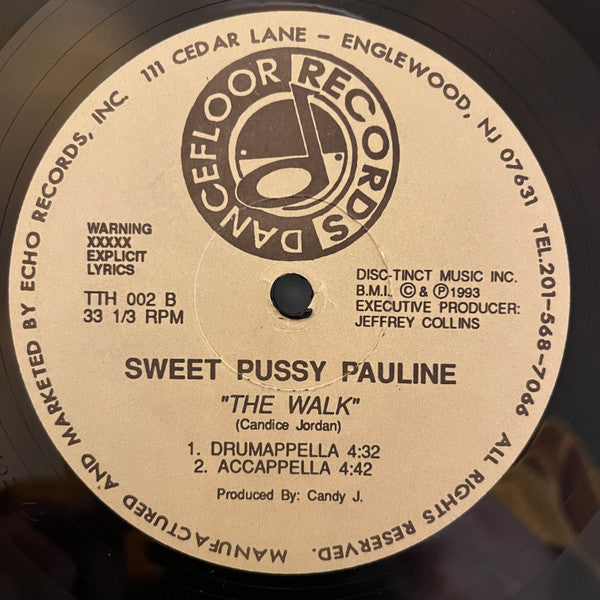 MANUFACTURED AND MARKETED BY ECHO RECORDS, INC. 111 CEDAR LANE – ENGLEWOOD, NJ 07631 TEL.201-568-7066 ALL RIGHTS RESERVED.
DANCEFLOOR RECORDS
WARNING
XXXXX
EXPLICIT
LYRICS
TTH 002 B
33 1/3 RPM
DISC-TINCT MUSIC INC.
B.M.I., © & ℗1993
EXECUTIVE PRODUCER:
JEFFREY COLLINS
SWEET PUSSY PAULINE
"THE WALK"
(Candice Jordan)
1. DRUMAPPELLA 4:32
2. ACCAPPELLA 4:42
Produced By: Candy J.